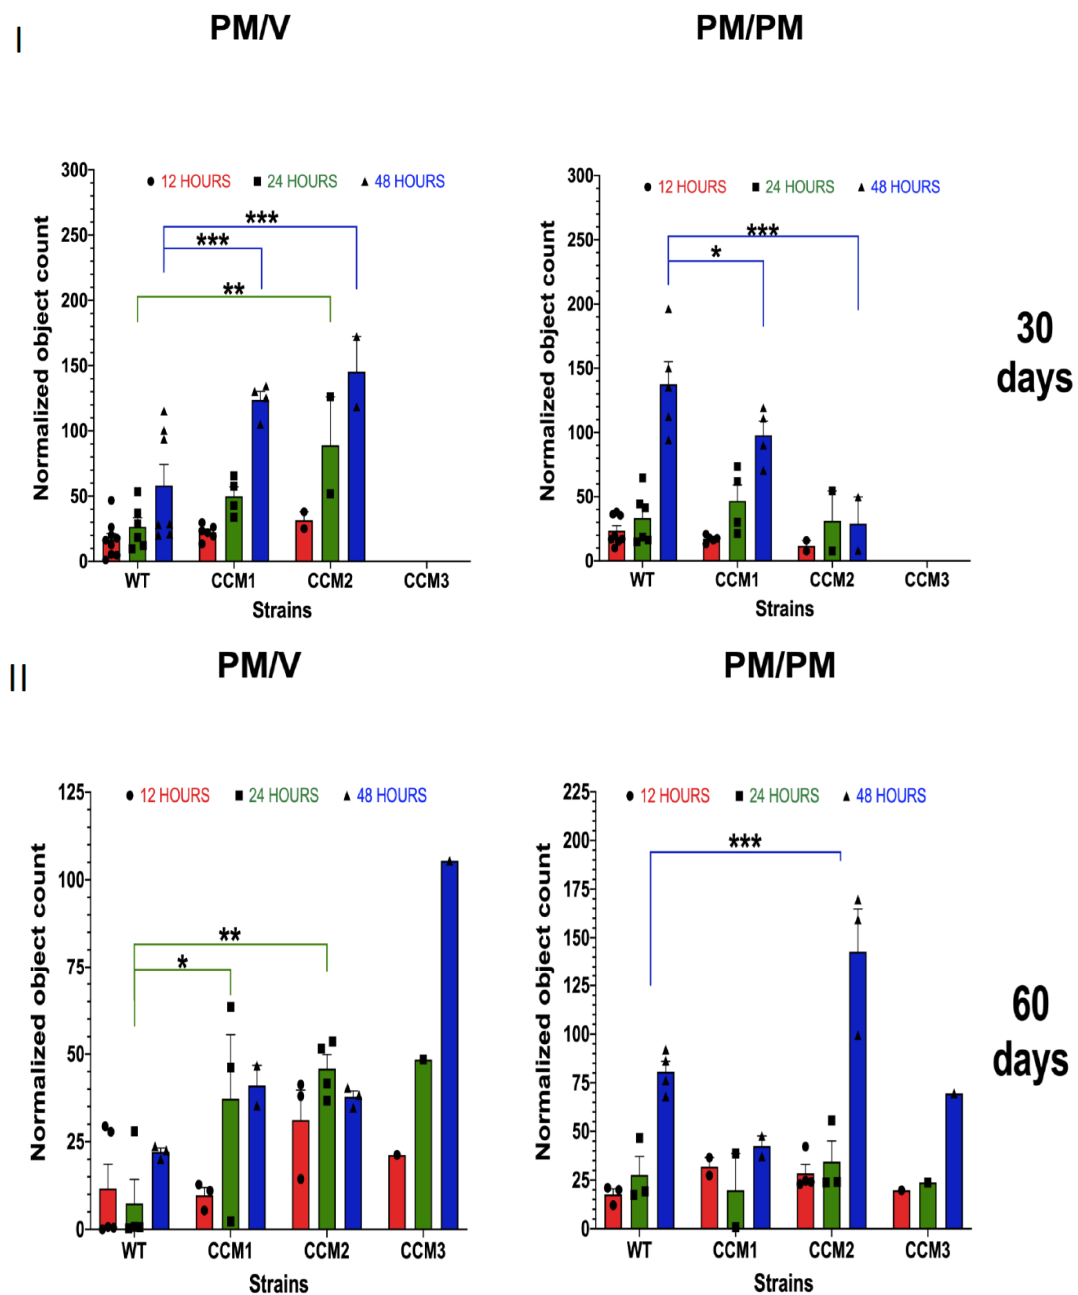 I
PM/V
PM/PM
300
250
200
150
100
50
0
Normalized object count
12 HOURS
24 HOURS
48 HOURS
***
***
**
WT
CCM1
CCM2
CCM3
Strains
300
250
200
150
100
50
0
Normalized object count
12 HOURS
24 HOURS
48 HOURS
***
*
WT
CCM1
CCM2
CCM3
Strains
30
days
II
PM/V
PM/PM
125
100
75
50
25
0
Normalized object count
12 HOURS
24 HOURS
48 HOURS
**
*
WT
CCM1
CCM2
CCM3
Strains
225
200
175
150
125
100
75
50
25
0
Normalized object count
12 HOURS
24 HOURS
48 HOURS
***
WT
CCM1
CCM2
CCM3
Strains
60
days